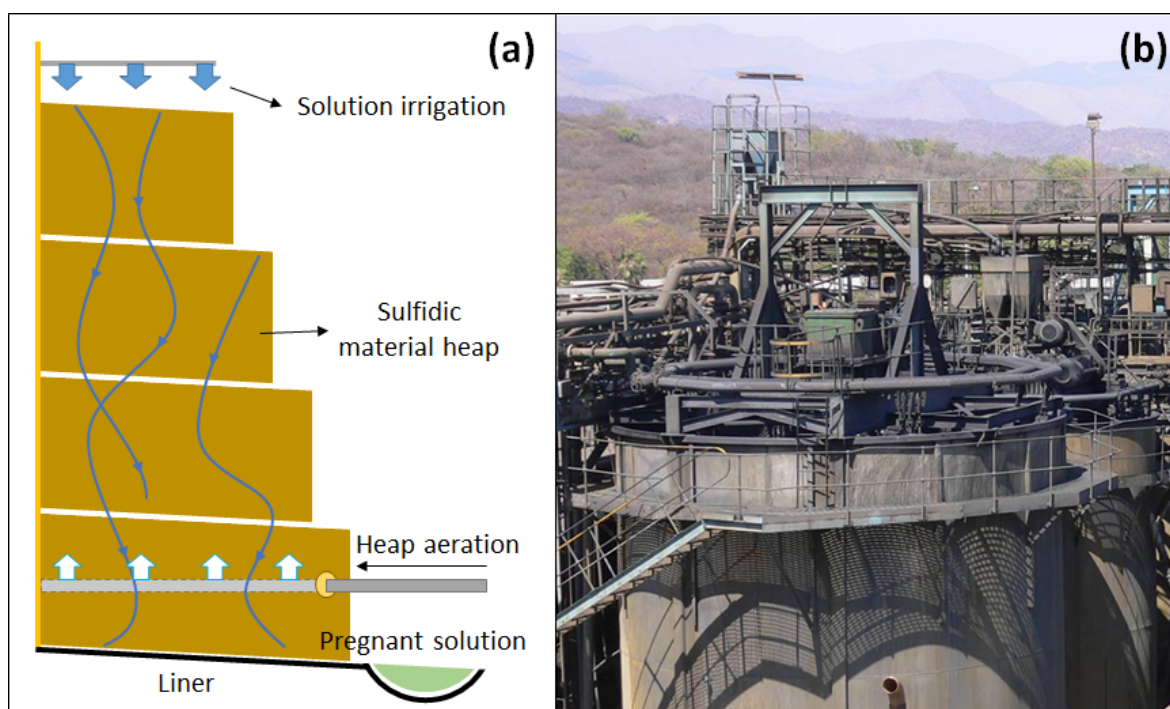 (a)
Solution irrigation
Sulfidic
material heap
Heap aeration
Pregnant solution
Liner
(b)